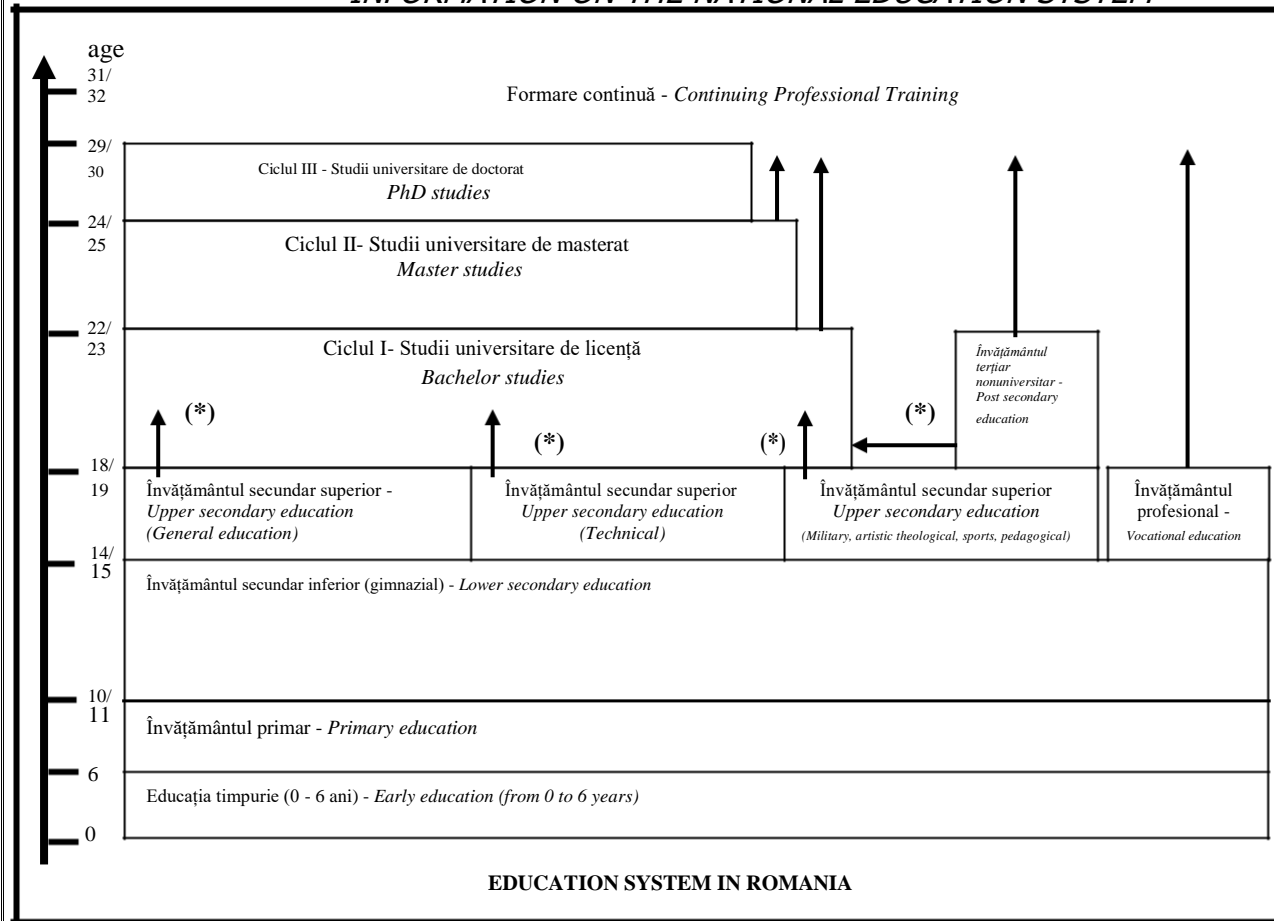 INFORMATION ON THE NATIONAL EDUCATION SYSTEM
age
31/
32
Formare continuă - Continuing Professional Training
29/
30
Ciclul III - Studii universitare de doctorat
PhD studies
24/
25
Ciclul II- Studii universitare de masterat
Master studies
22/
23
Ciclul I- Studii universitare de licență
Bachelor studies
Învățământul
terțiar
nonuniversitar -
Post secondary
education
(*)
(*)
(*)
(*)
18/
19
Învățământul secundar superior -
Upper secondary education
(General education)
Învățământul secundar superior
Upper secondary education
(Technical)
Învățământul secundar superior
Upper secondary education
(Military, artistic theological, sports, pedagogical)
Învățământul
profesional -
Vocational education
14/
15
Învățământul secundar inferior (gimnazial) - Lower secondary education
10/
11
Învățământul primar - Primary education
6
Educația timpurie (0 - 6 ani) - Early education (from 0 to 6 years)
0
EDUCATION SYSTEM IN ROMANIA